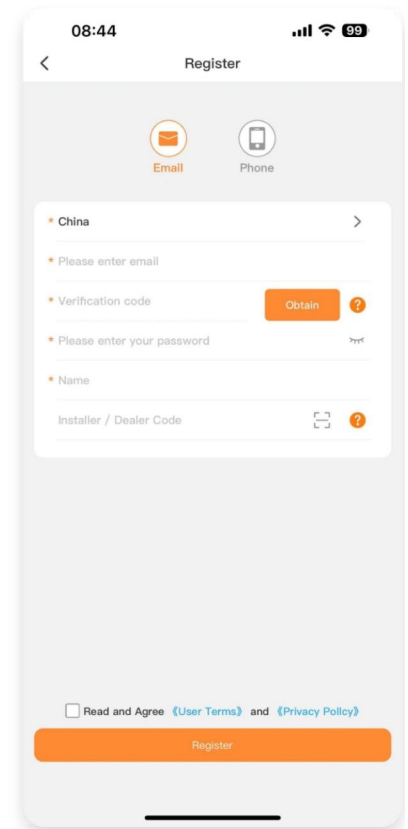 08:44 99
Register
Email Phone
* China
* Please enter email
* Verification code Obtain ?
* Please enter your password
* Name
Installer / Dealer Code ?
Read and Agree 《User Terms》 and 《Privacy Policy》
Register